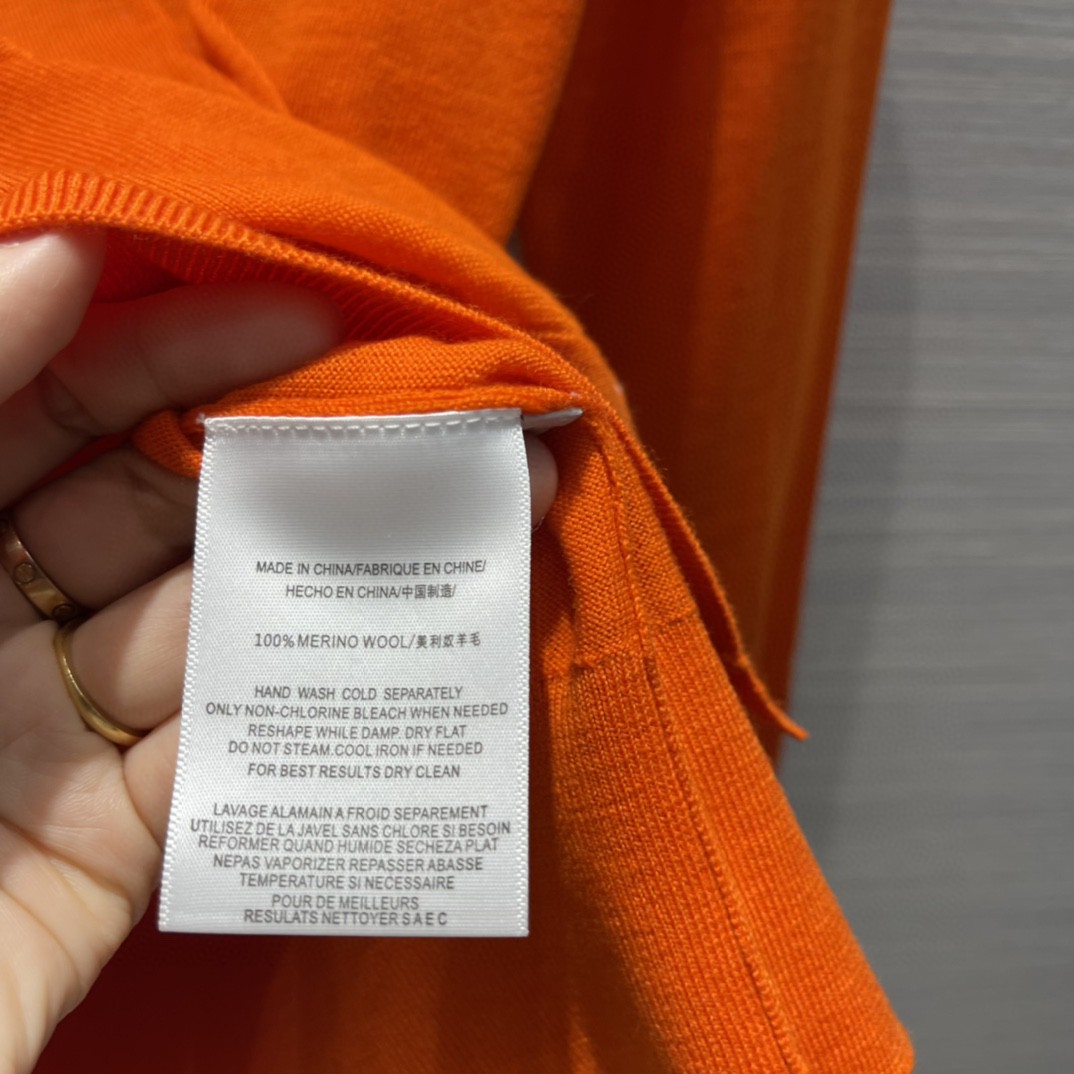 MADE IN CHINA/FABRIQUE EN CHINE/
HECHO EN CHINA/中国制造/
100% MERINO WOOL/美利奴羊毛
HAND WASH COLD SEPARATELY
ONLY NON-CHLORINE BLEACH WHEN NEEDED
RESHAPE WHILE DAMP. DRY FLAT
DO NOT STEAM.COOL IRON IF NEEDED
FOR BEST RESULTS DRY CLEAN
LAVAGE ALAMAIN A FROID SEPAREMENT
UTILISEZ DE LA JAVEL SANS CHLORE SI BESOIN
REFORMER QUAND HUMIDE SECHEZA PLAT
NEPAS VAPORIZER REPASSER ABASSE
TEMPERATURE SI NECESSAIRE
POUR DE MEILLEURS
RESULATS NETTOYER S A E C